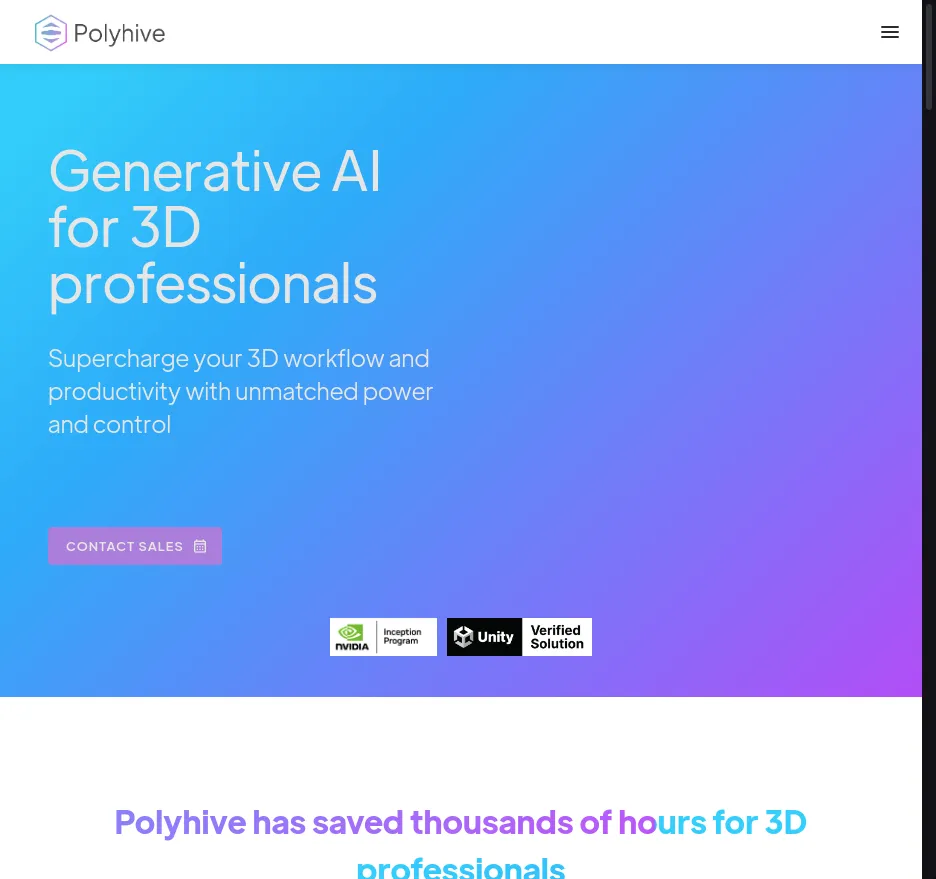 Polyhive
Generative AI
for 3D
professionals
Supercharge your 3D workflow and
productivity with unmatched power
and control
CONTACT SALES
NVIDIA
Inception
Program
Unity
Verified
Solution
Polyhive has saved thousands of hours for 3D
professionals